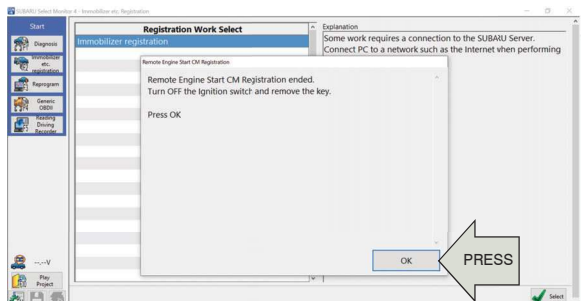 SUBARU Select Monitor 4 - Immobilizer etc. Registration
Start
Diagnosis
Immobilizer
etc.
registration
Reprogram
Generic
OBDII
Reading
Driving
Recorder
--.--V
Play
Project
Registration Work Select
Immobilizer registration
Explanation
Some work requires a connection to the SUBARU Server.
Connect PC to a network such as the Internet when performing
Remote Engine Start CM Registration
Remote Engine Start CM Registration ended.
Turn OFF the Ignition switch and remove the key.
Press OK
OK
PRESS
Select